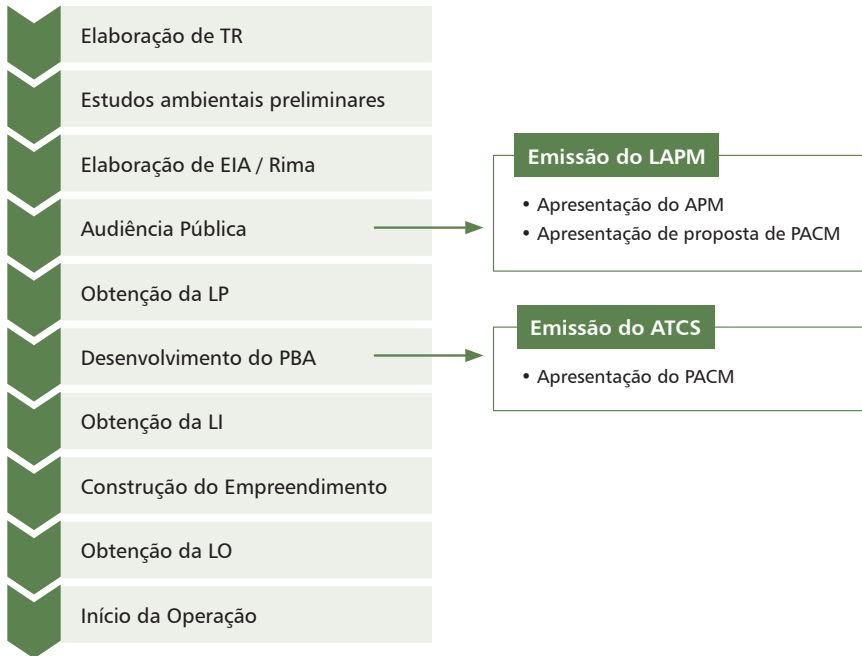 Elaboração de TR
Estudos ambientais preliminares
Elaboração de EIA / Rima
Audiência Pública
Obtenção da LP
Desenvolvimento do PBA
Obtenção da LI
Construção do Empreendimento
Obtenção da LO
Início da Operação
Emissão do LAPM
• Apresentação do APM
• Apresentação de proposta de PACM
Emissão do ATCS
• Apresentação do PACM